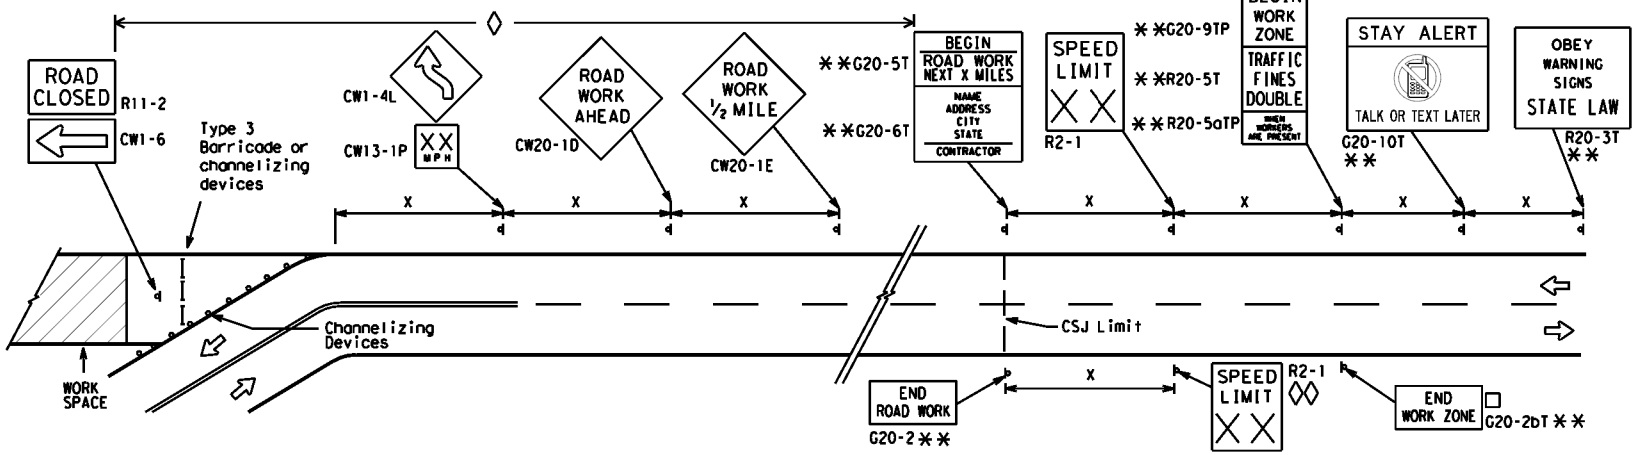 ROAD
CLOSED
R11-2
CW1-6
Type 3
Barricade or
channelizing
devices
CW1-4L
XX
MPH
CW13-1P
ROAD
WORK
AHEAD
CW20-1D
ROAD
WORK
1/2 MILE
CW20-1E
BEGIN
ROAD WORK
NEXT X MILES
NAME
ADDRESS
CITY
STATE
CONTRACTOR
**G20-5T
**G20-6T
SPEED
LIMIT
XX
R2-1
**G20-9TP
**R20-5T
**R20-5aTP
BEGIN
WORK
ZONE
TRAFFIC
FINES
DOUBLE
WHEN
WORKERS
ARE PRESENT
STAY ALERT
TALK OR TEXT LATER
G20-10T
**
OBEY
WARNING
SIGNS
STATE LAW
R20-3T
**
X
X
X
X
X
X
X
Channelizing
Devices
WORK
SPACE
CSJ Limit
X
END
ROAD WORK
G20-2**
SPEED
LIMIT
XX
R2-1
END
WORK ZONE
G20-2bT**